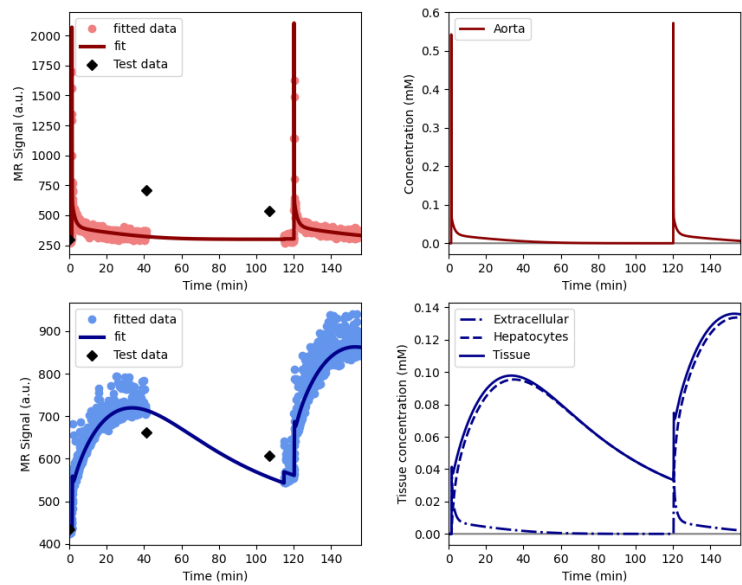 fitted data
fit
Test data
MR Signal (a.u.)
2000
1750
1500
1250
1000
750
500
250
0 20 40 60 80 100 120 140
Time (min)
Aorta
Concentration (mM)
0.6
0.5
0.4
0.3
0.2
0.1
0.0
0 20 40 60 80 100 120 140
Time (min)
fitted data
fit
Test data
MR Signal (a.u.)
900
800
700
600
500
400
0 20 40 60 80 100 120 140
Time (min)
Extracellular
Hepatocytes
Tissue
Tissue concentration (mM)
0.14
0.12
0.10
0.08
0.06
0.04
0.02
0.00
0 20 40 60 80 100 120 140
Time (min)